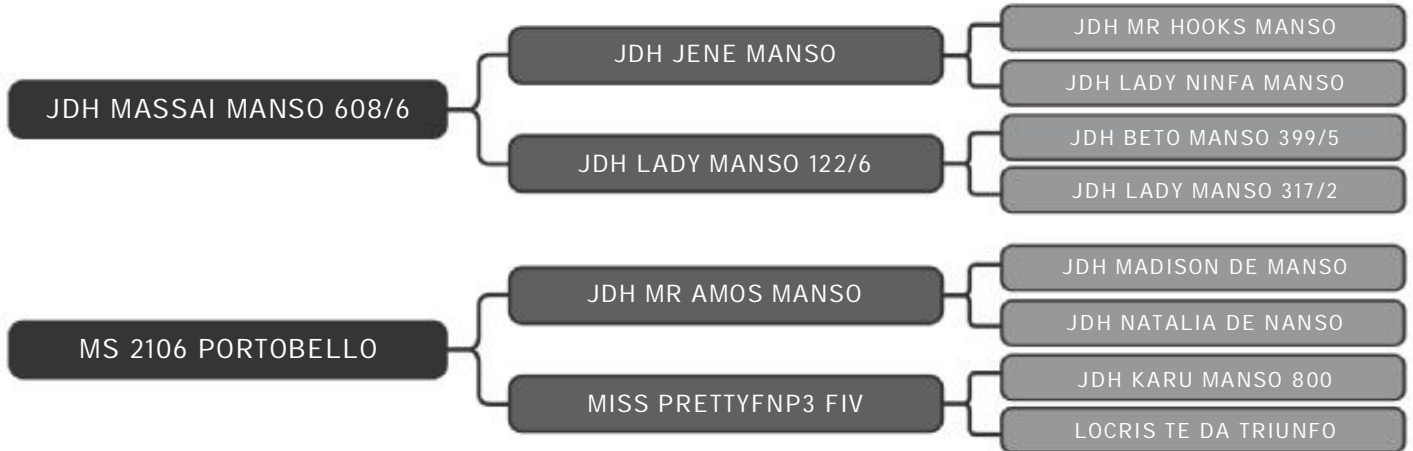 JDH MASSAI MANSO 608/6
JDH JENE MANSO
JDH MR HOOKS MANSO
JDH LADY NINFA MANSO
JDH LADY MANSO 122/6
JDH BETO MANSO 399/5
JDH LADY MANSO 317/2
MS 2106 PORTOBELLO
JDH MR AMOS MANSO
JDH MADISON DE MANSO
JDH NATALIA DE NANSO
MISS PRETTYFNP3 FIV
JDH KARU MANSO 800
LOCRIS TE DA TRIUNFO